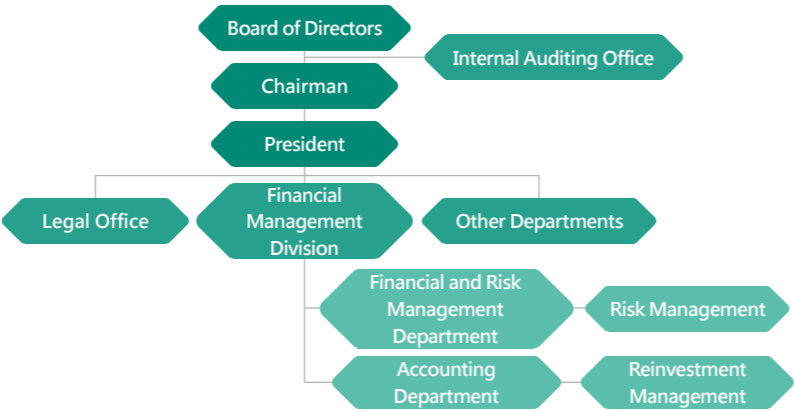 Board of Directors
Internal Auditing Office
Chairman
President
Legal Office
Financial
Management
Division
Other Departments
Financial and Risk
Management
Department
Risk Management
Accounting
Department
Reinvestment
Management